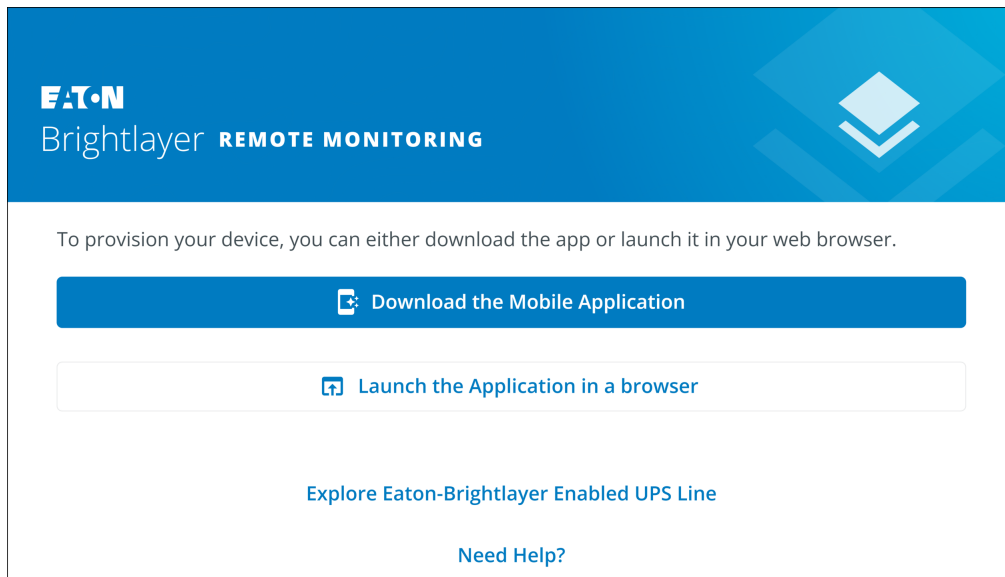 EATON
Brightlayer REMOTE MONITORING
To provision your device, you can either download the app or launch it in your web browser.
Download the Mobile Application
Launch the Application in a browser
Explore Eaton-Brightlayer Enabled UPS Line
Need Help?